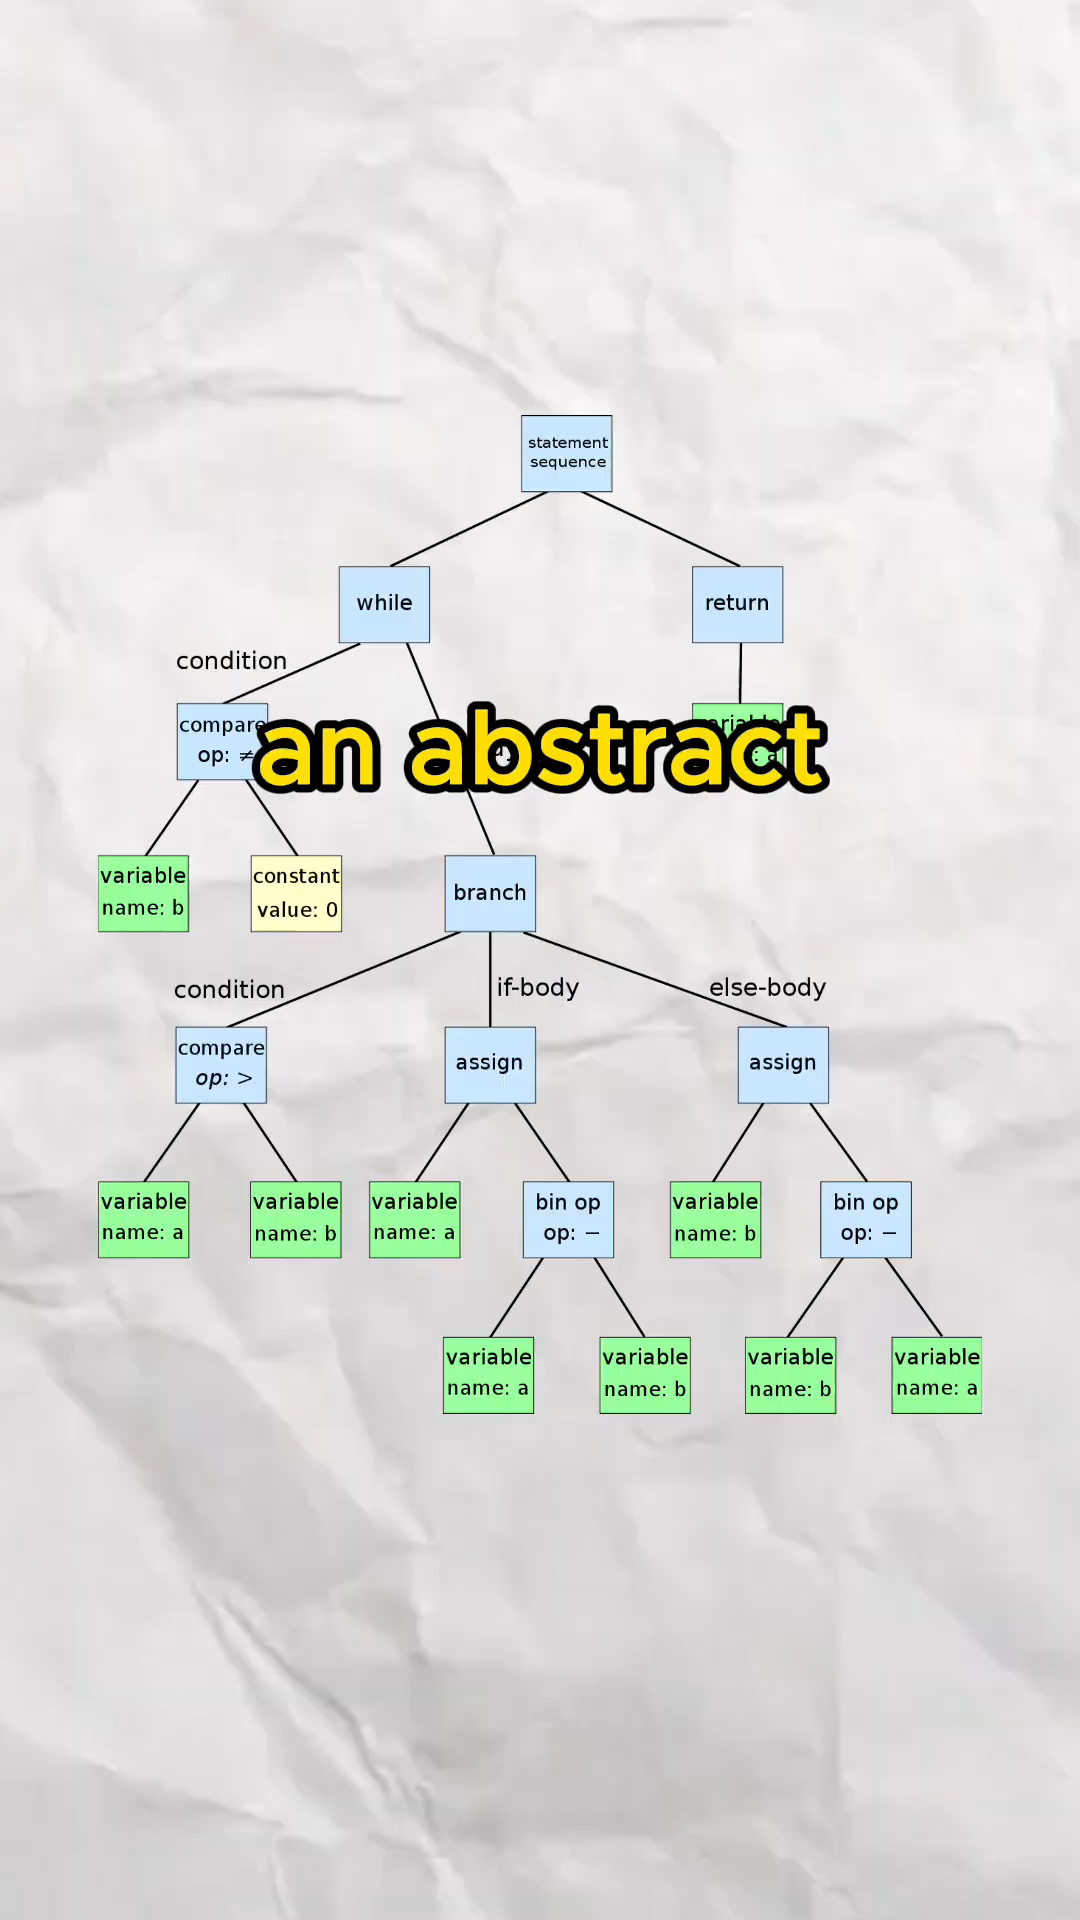 statement
sequence
while
return
condition
compare
op: ≠
an abstract
variable
name: b
constant
value: 0
branch
condition
if-body
else-body
compare
op: >
assign
assign
variable
name: a
variable
name: b
variable
name: a
bin op
op: −
variable
name: b
bin op
op: −
variable
name: a
variable
name: b
variable
name: b
variable
name: a